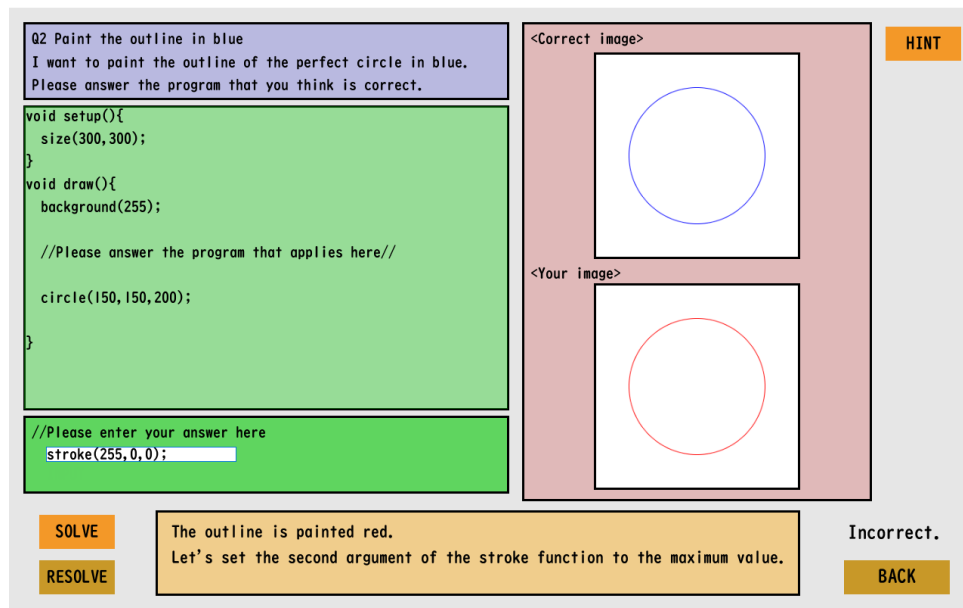 Q2 Paint the outline in blue
I want to paint the outline of the perfect circle in blue.
Please answer the program that you think is correct.
void setup(){
size(300,300);
}
void draw(){
background(255);
//Please answer the program that applies here//
circle(150,150,200);
}
//Please enter your answer here
stroke(255,0,0);
<Correct image>
<Your image>
HINT
SOLVE
RESOLVE
The outline is painted red.
Let's set the second argument of the stroke function to the maximum value.
Incorrect.
BACK